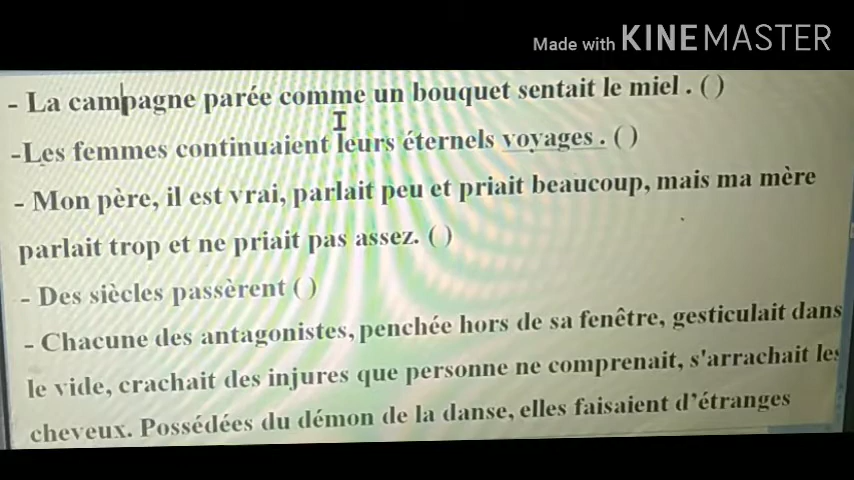 Made with KINEMASTER
- La campagne parée comme un bouquet sentait le miel . ( )
-Les femmes continuaient leurs éternels voyages . ( )
- Mon père, il est vrai, parlait peu et priait beaucoup, mais ma mère
parlait trop et ne priait pas assez. ( )
- Des siècles passèrent ( )
- Chacune des antagonistes, penchée hors de sa fenêtre, gesticulait dans
le vide, crachait des injures que personne ne comprenait, s'arrachait les
cheveux. Possédées du démon de la danse, elles faisaient d'étranges